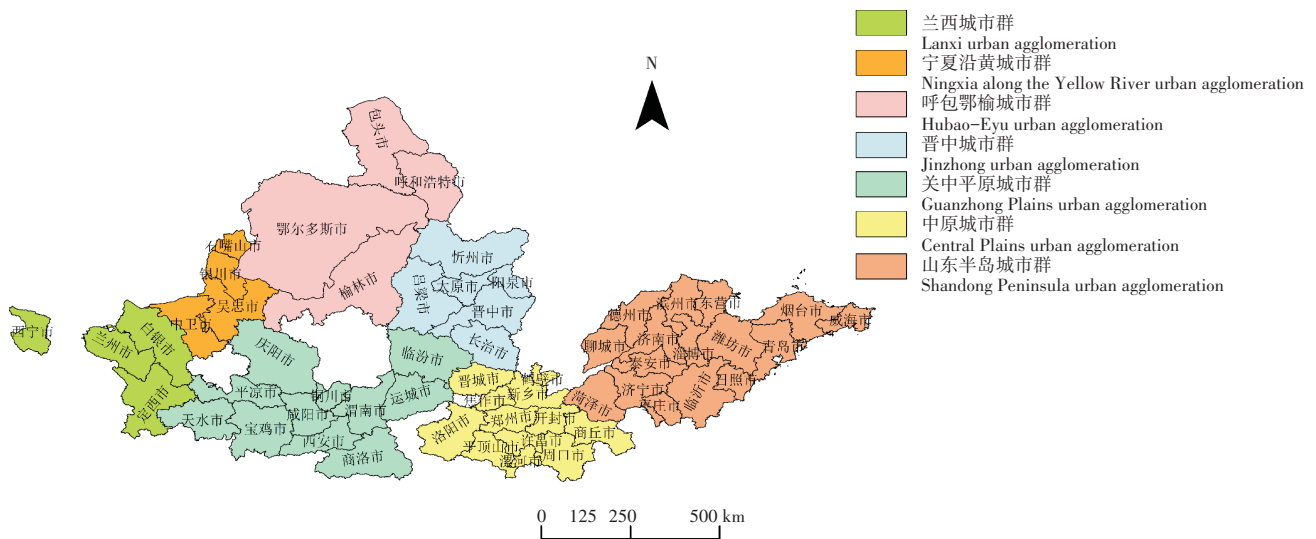 兰西城市群
Lanxi urban agglomeration
宁夏沿黄城市群
Ningxia along the Yellow River urban agglomeration
呼包鄂榆城市群
Hubao-Eyu urban agglomeration
晋中城市群
Jinzhong urban agglomeration
关中平原城市群
Guanzhong Plains urban agglomeration
中原城市群
Central Plains urban agglomeration
山东半岛城市群
Shandong Peninsula urban agglomeration
N
包头市
呼和浩特市
鄂尔多斯市
榆林市
石嘴山市
银川市
吴忠市
中卫市
西宁市
兰州市
白银市
定西市
忻州市
吕梁市
太原市
阳泉市
晋中市
长治市
庆阳市
平凉市
天水市
宝鸡市
咸阳市
铜川市
渭南市
西安市
商洛市
临汾市
运城市
晋城市
鹤壁市
焦作市
新乡市
洛阳市
郑州市
开封市
商丘市
平顶山市
许昌市
漯河市
周口市
德州市
滨州市
东营市
烟台市
威海市
聊城市
济南市
淄博市
潍坊市
青岛市
泰安市
日照市
菏泽市
济宁市
枣庄市
临沂市
0 125 250 500 km